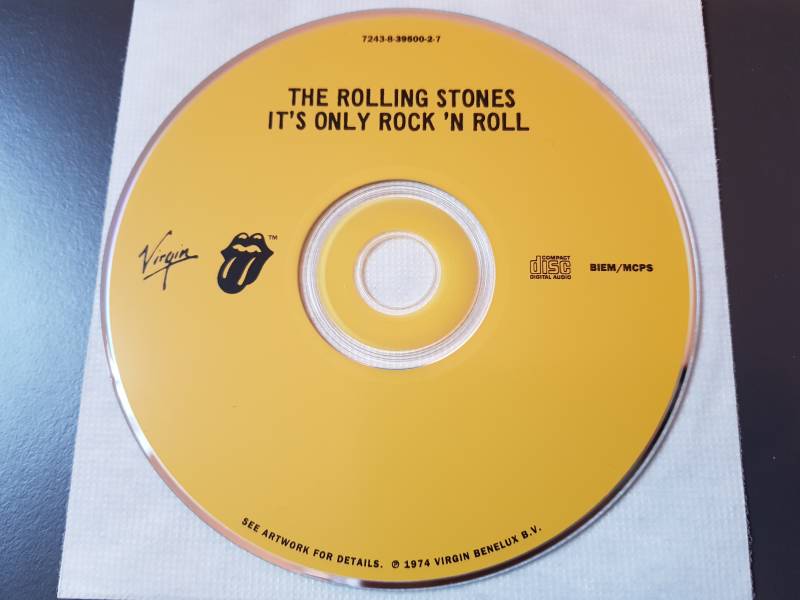 7243-8-39500-2-7
THE ROLLING STONES
IT'S ONLY ROCK 'N ROLL
Virgin
TM
COMPACT
disc
DIGITAL AUDIO
BIEM/MCPS
SEE ARTWORK FOR DETAILS. ℗ 1974 VIRGIN BENELUX B.V.